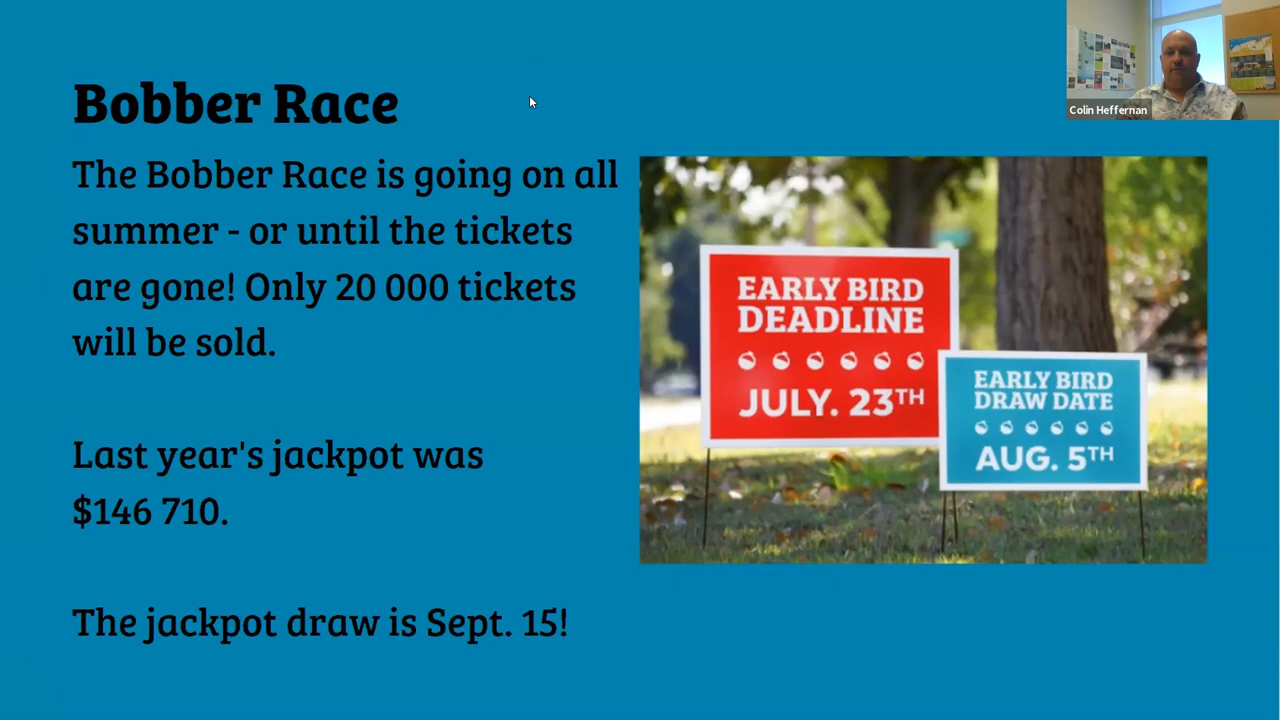 Bobber Race
The Bobber Race is going on all
summer - or until the tickets
are gone! Only 20 000 tickets
will be sold.
Last year's jackpot was
$146 710.
The jackpot draw is Sept. 15!
EARLY BIRD
DEADLINE
JULY. 23TH
EARLY BIRD
DRAW DATE
AUG. 5TH
Colin Heffernan